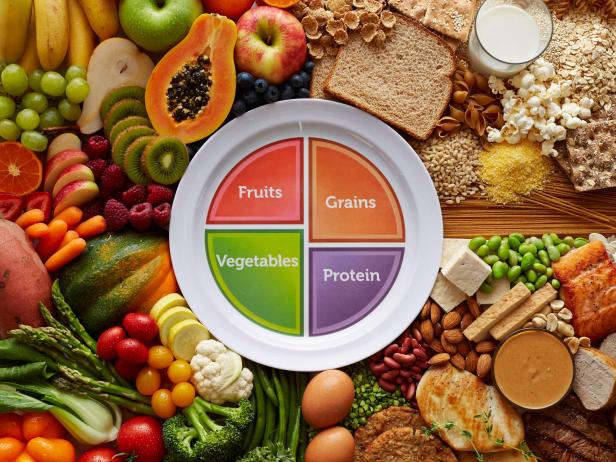 Fruits
Grains
Vegetables
Protein